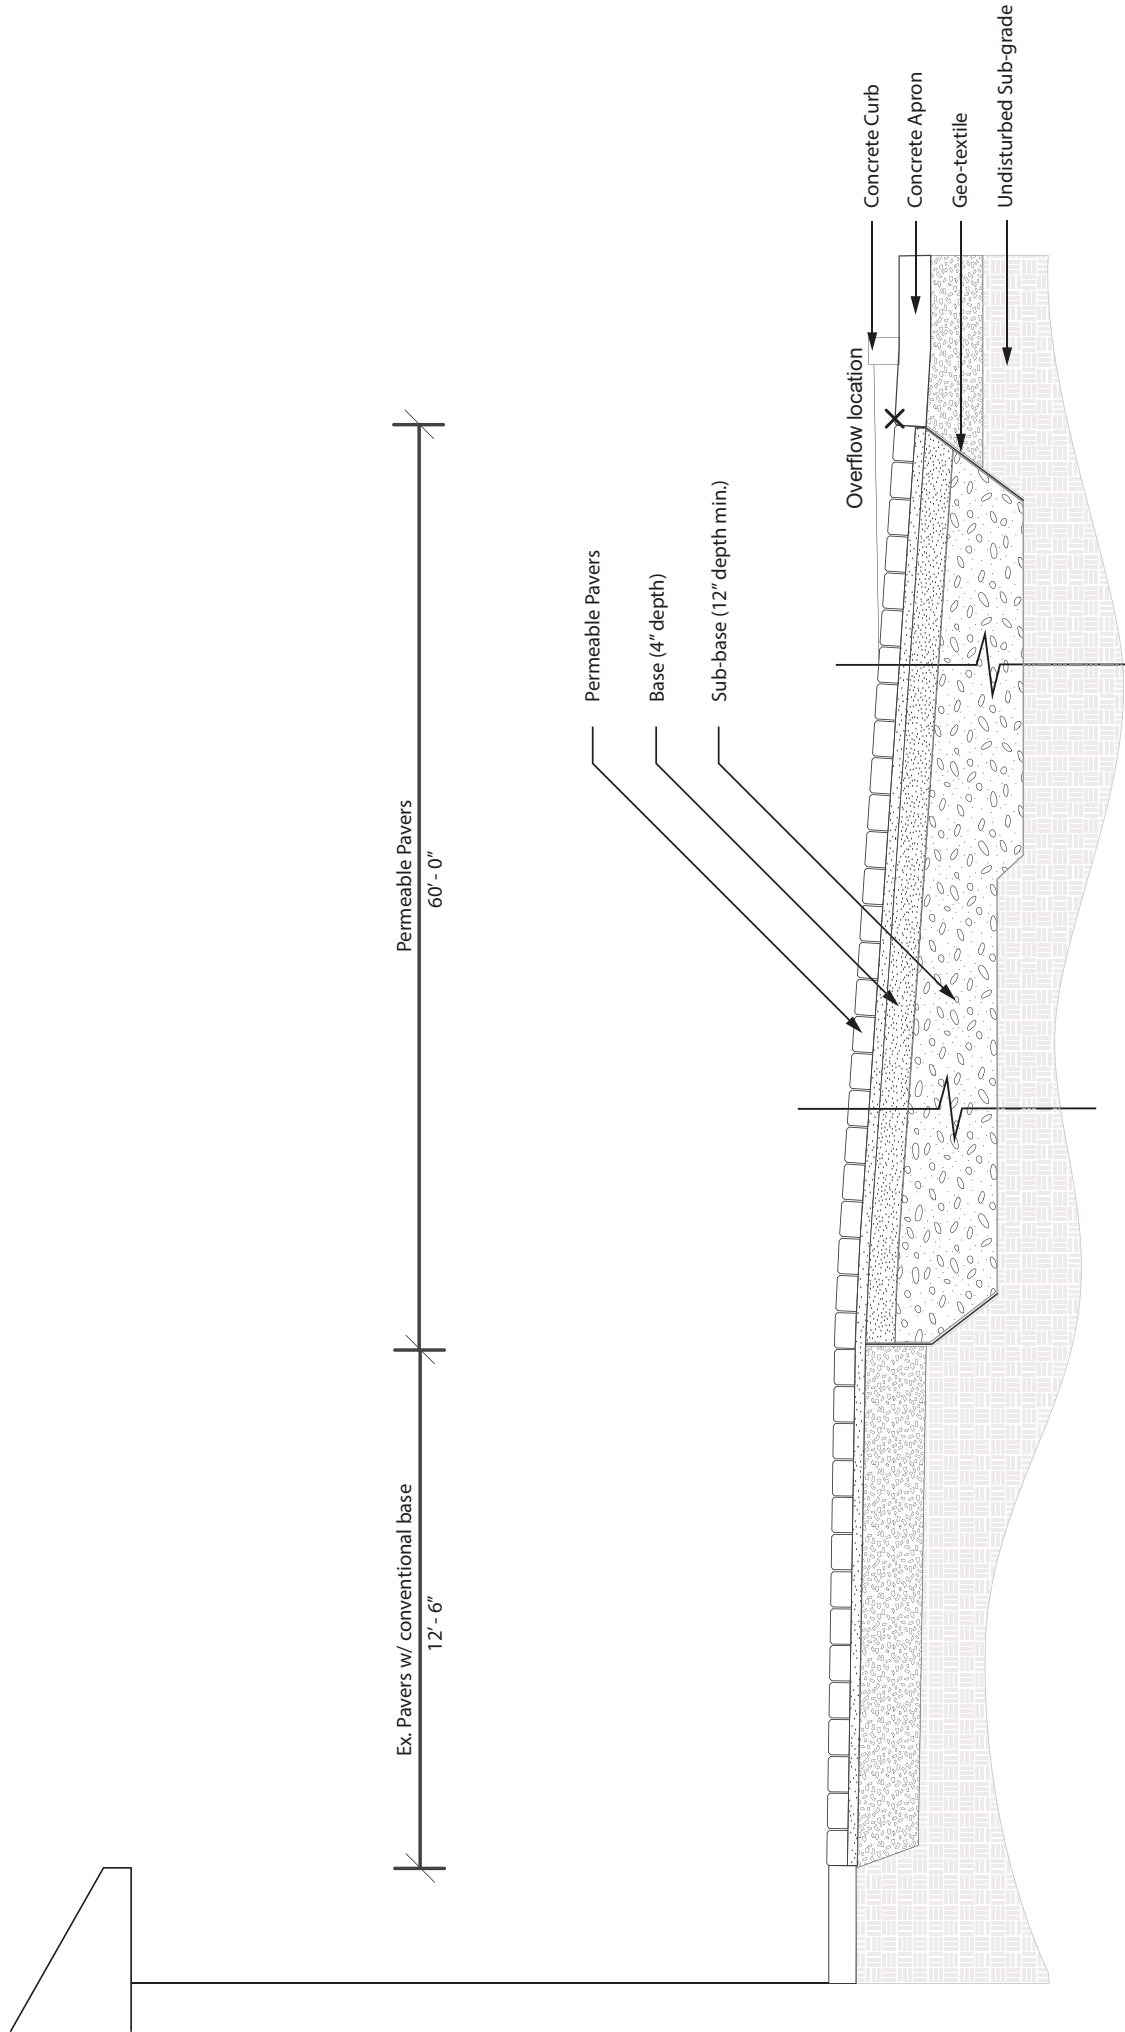 Ex. Pavers w/ conventional base
12' - 6"
Permeable Pavers
60' - 0"
Permeable Pavers
Base (4" depth)
Sub-base (12" depth min.)
Overflow location
Concrete Curb
Concrete Apron
Geo-textile
Undisturbed Sub-grade